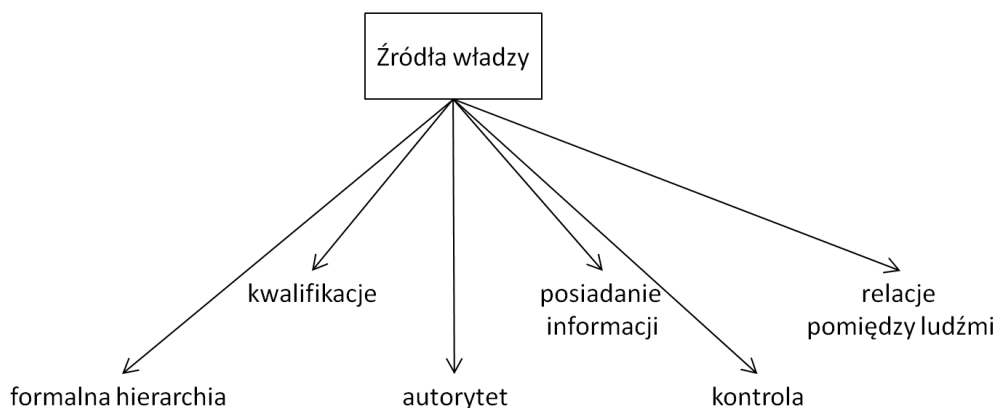 Źródła władzy
kwalifikacje
posiadanie
informacji
relacje
pomiędzy ludźmi
formalna hierarchia
autorytet
kontrola